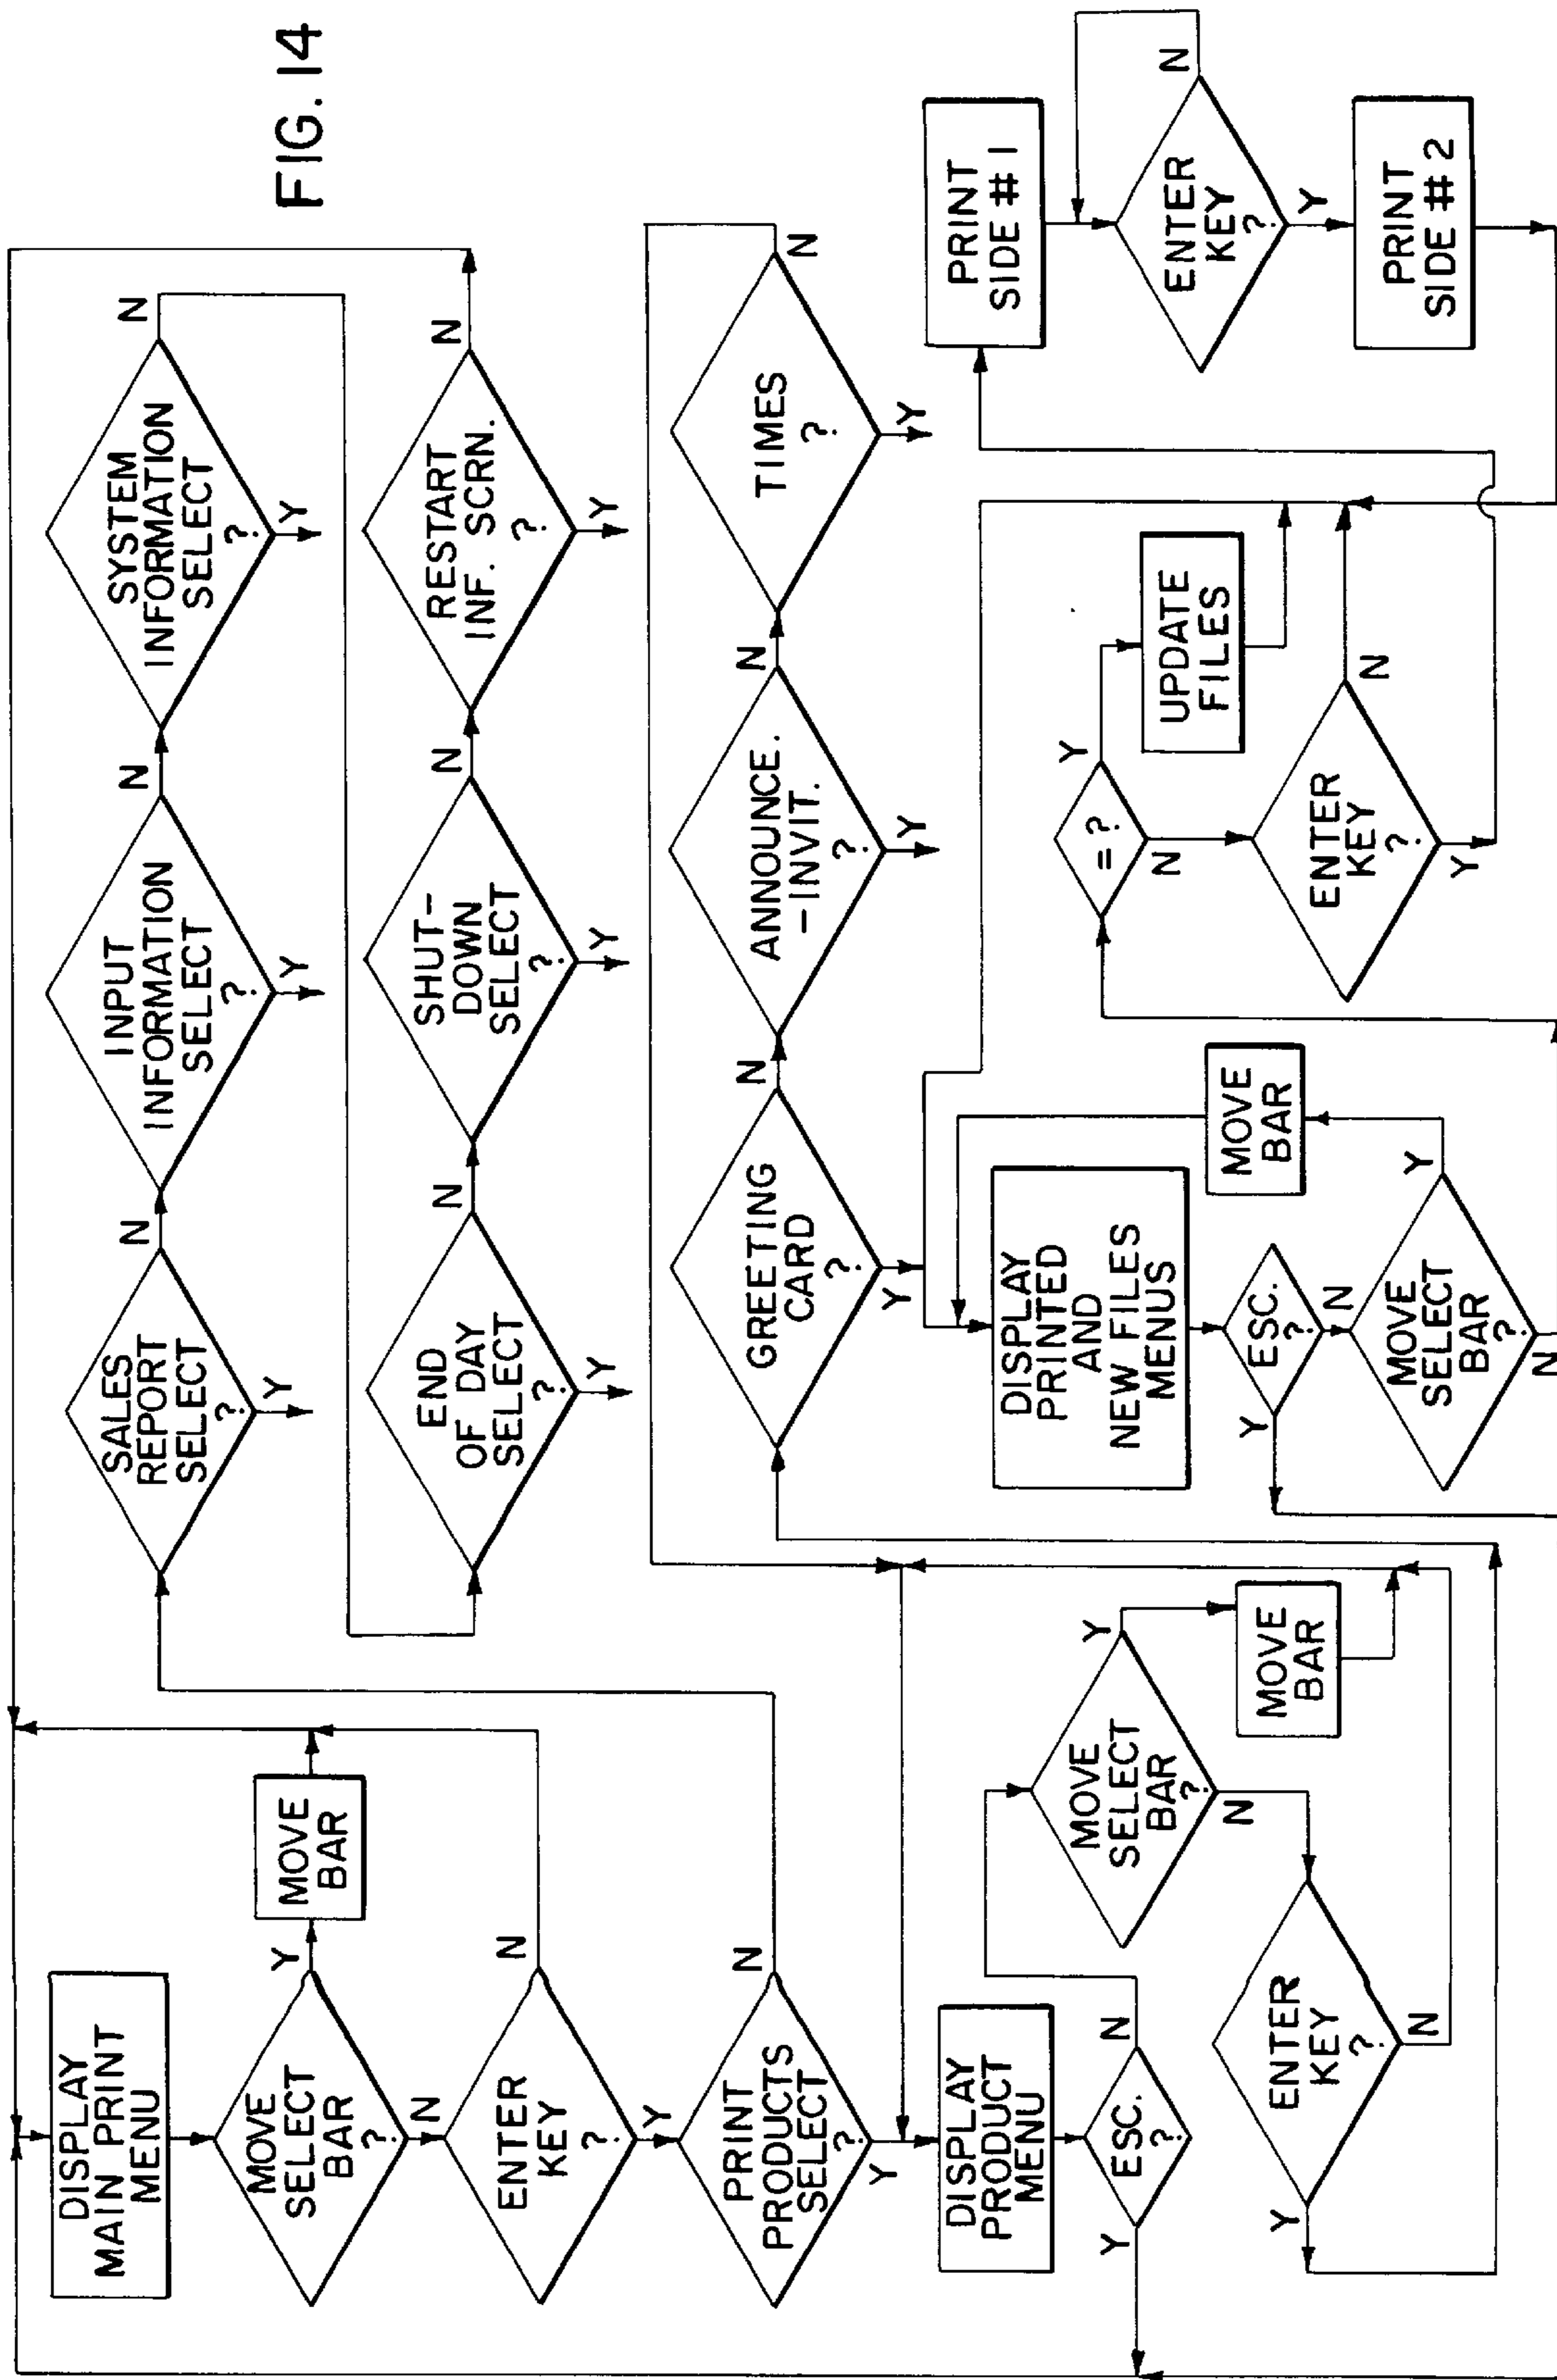 FIG. 14
DISPLAY
MAIN PRINT
MENU
MOVE
SELECT
BAR
?
Y
N
MOVE
BAR
ENTER
KEY
?
N
Y
PRINT
PRODUCTS
SELECT
?
N
Y
SALES
REPORT
SELECT
?
N
Y
INPUT
INFORMATION
SELECT
?
N
Y
SYSTEM
INFORMATION
SELECT
?
N
Y
END
OF DAY
SELECT
?
N
Y
SHUT-
DOWN
SELECT
?
N
Y
RESTART
INF. SCRN.
?
N
Y
DISPLAY
PRODUCT
MENU
ESC.
?
Y
N
MOVE
SELECT
BAR
?
Y
N
MOVE
BAR
ENTER
KEY
?
Y
N
GREETING
CARD
?
N
Y
ANNOUNCE.
-INVIT.
?
N
Y
TIMES
?
N
Y
DISPLAY
PRINTED
AND
NEW FILES
MENUS
ESC.
?
Y
N
MOVE
SELECT
BAR
?
Y
N
MOVE
BAR
= ?
Y
N
UPDATE
FILES
ENTER
KEY
?
N
Y
PRINT
SIDE # 1
ENTER
KEY
?
N
Y
PRINT
SIDE # 2